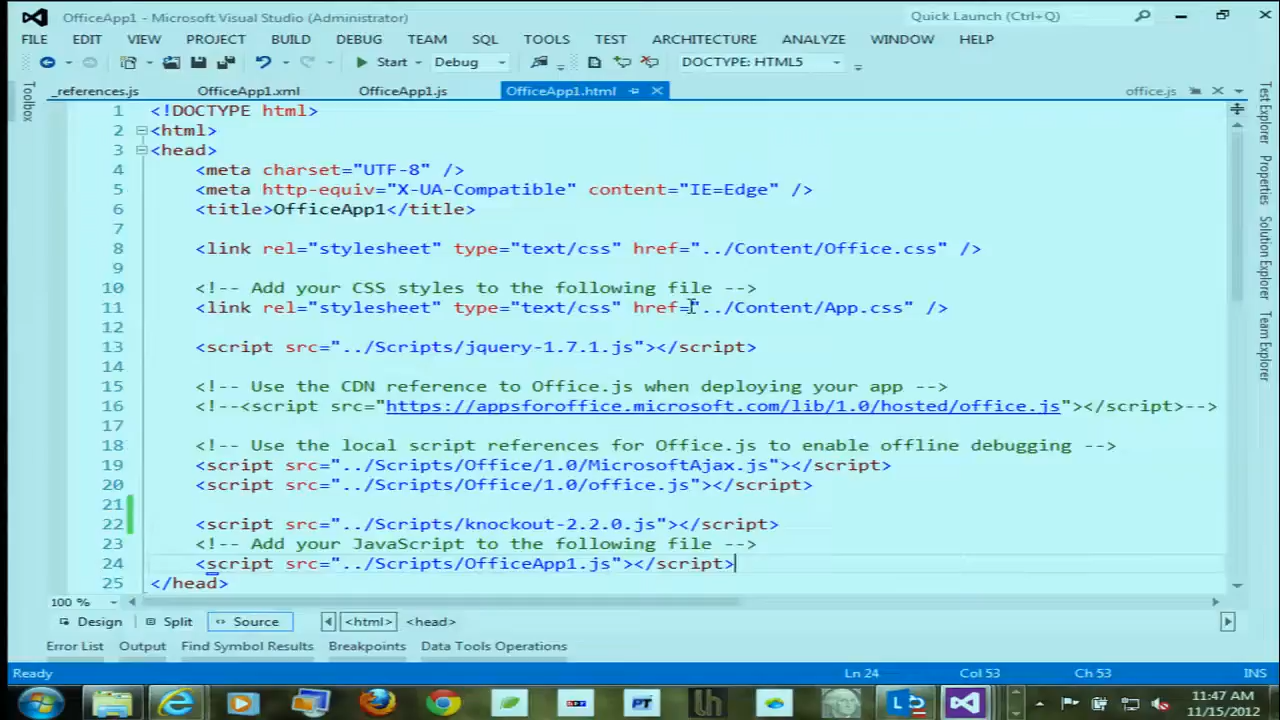 OfficeApp1 - Microsoft Visual Studio (Administrator)
Quick Launch (Ctrl+Q)
FILE EDIT VIEW PROJECT BUILD DEBUG TEAM SQL TOOLS TEST ARCHITECTURE ANALYZE WINDOW HELP
Start Debug DOCTYPE: HTML5
_references.js OfficeApp1.xml OfficeApp1.js OfficeApp1.html office.js
Toolbox
Test Explorer
Properties
Solution Explorer
Team Explorer
1 <!DOCTYPE html>
2 <html>
3 <head>
4 <meta charset="UTF-8" />
5 <meta http-equiv="X-UA-Compatible" content="IE=Edge" />
6 <title>OfficeApp1</title>
7
8 <link rel="stylesheet" type="text/css" href="../Content/Office.css" />
9
10 <!-- Add your CSS styles to the following file -->
11 <link rel="stylesheet" type="text/css" href="../Content/App.css" />
12
13 <script src="../Scripts/jquery-1.7.1.js"></script>
14
15 <!-- Use the CDN reference to Office.js when deploying your app -->
16 <!--<script src="https://appsforoffice.microsoft.com/lib/1.0/hosted/office.js"></script>-->
17
18 <!-- Use the local script references for Office.js to enable offline debugging -->
19 <script src="../Scripts/Office/1.0/MicrosoftAjax.js"></script>
20 <script src="../Scripts/Office/1.0/office.js"></script>
21
22 <script src="../Scripts/knockout-2.2.0.js"></script>
23 <!-- Add your JavaScript to the following file -->
24 <script src="../Scripts/OfficeApp1.js"></script>
25 </head>
100 %
Design Split Source <html> <head>
Error List Output Find Symbol Results Breakpoints Data Tools Operations
Ready Ln 24 Col 53 Ch 53 INS
PT
11:47 AM
11/15/2012